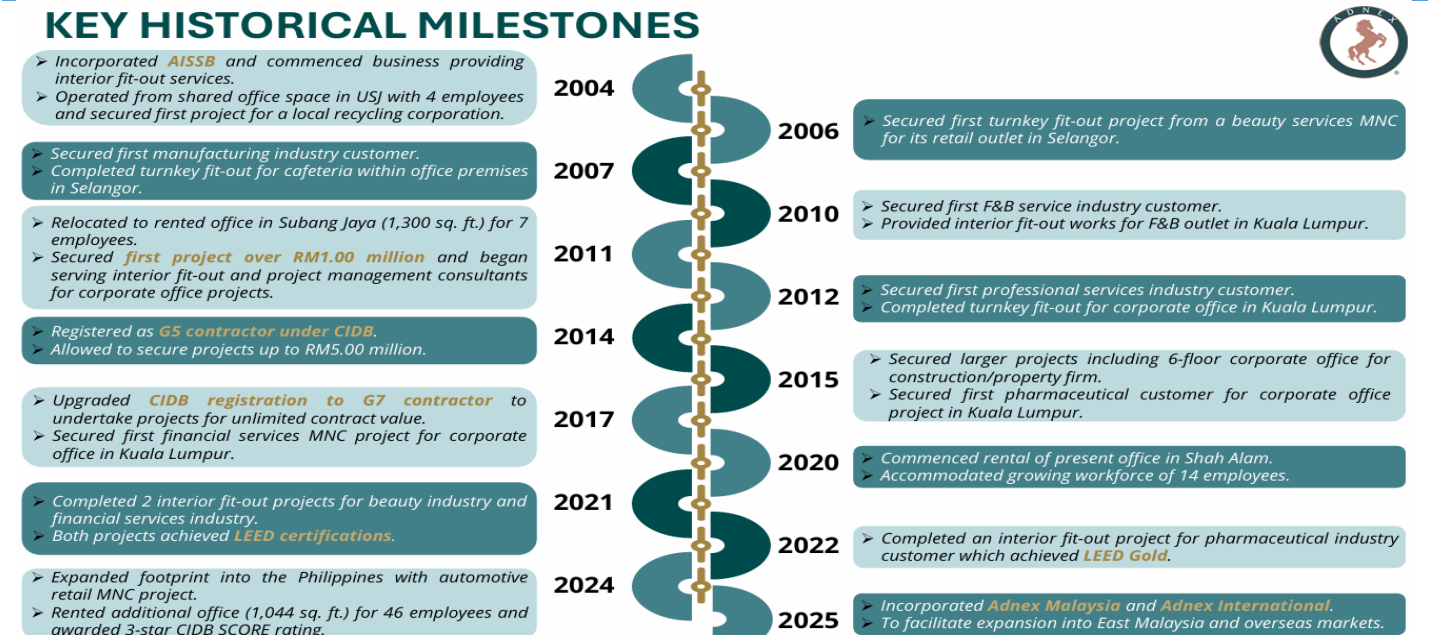 KEY HISTORICAL MILESTONES
ADNEX
®
➢ Incorporated AISSB and commenced business providing
interior fit-out services.
➢ Operated from shared office space in USJ with 4 employees
and secured first project for a local recycling corporation.
2004
2006
➢ Secured first turnkey fit-out project from a beauty services MNC
for its retail outlet in Selangor.
➢ Secured first manufacturing industry customer.
➢ Completed turnkey fit-out for cafeteria within office premises
in Selangor.
2007
2010
➢ Secured first F&B service industry customer.
➢ Provided interior fit-out works for F&B outlet in Kuala Lumpur.
➢ Relocated to rented office in Subang Jaya (1,300 sq. ft.) for 7
employees.
➢ Secured first project over RM1.00 million and began
serving interior fit-out and project management consultants
for corporate office projects.
2011
2012
➢ Secured first professional services industry customer.
➢ Completed turnkey fit-out for corporate office in Kuala Lumpur.
➢ Registered as G5 contractor under CIDB.
➢ Allowed to secure projects up to RM5.00 million.
2014
2015
➢ Secured larger projects including 6-floor corporate office for
construction/property firm.
➢ Secured first pharmaceutical customer for corporate office
project in Kuala Lumpur.
➢ Upgraded CIDB registration to G7 contractor to
undertake projects for unlimited contract value.
➢ Secured first financial services MNC project for corporate
office in Kuala Lumpur.
2017
2020
➢ Commenced rental of present office in Shah Alam.
➢ Accommodated growing workforce of 14 employees.
➢ Completed 2 interior fit-out projects for beauty industry and
financial services industry.
➢ Both projects achieved LEED certifications.
2021
2022
➢ Completed an interior fit-out project for pharmaceutical industry
customer which achieved LEED Gold.
➢ Expanded footprint into the Philippines with automotive
retail MNC project.
➢ Rented additional office (1,044 sq. ft.) for 46 employees and
awarded 3-star CIDB SCORE rating.
2024
2025
➢ Incorporated Adnex Malaysia and Adnex International.
➢ To facilitate expansion into East Malaysia and overseas markets.